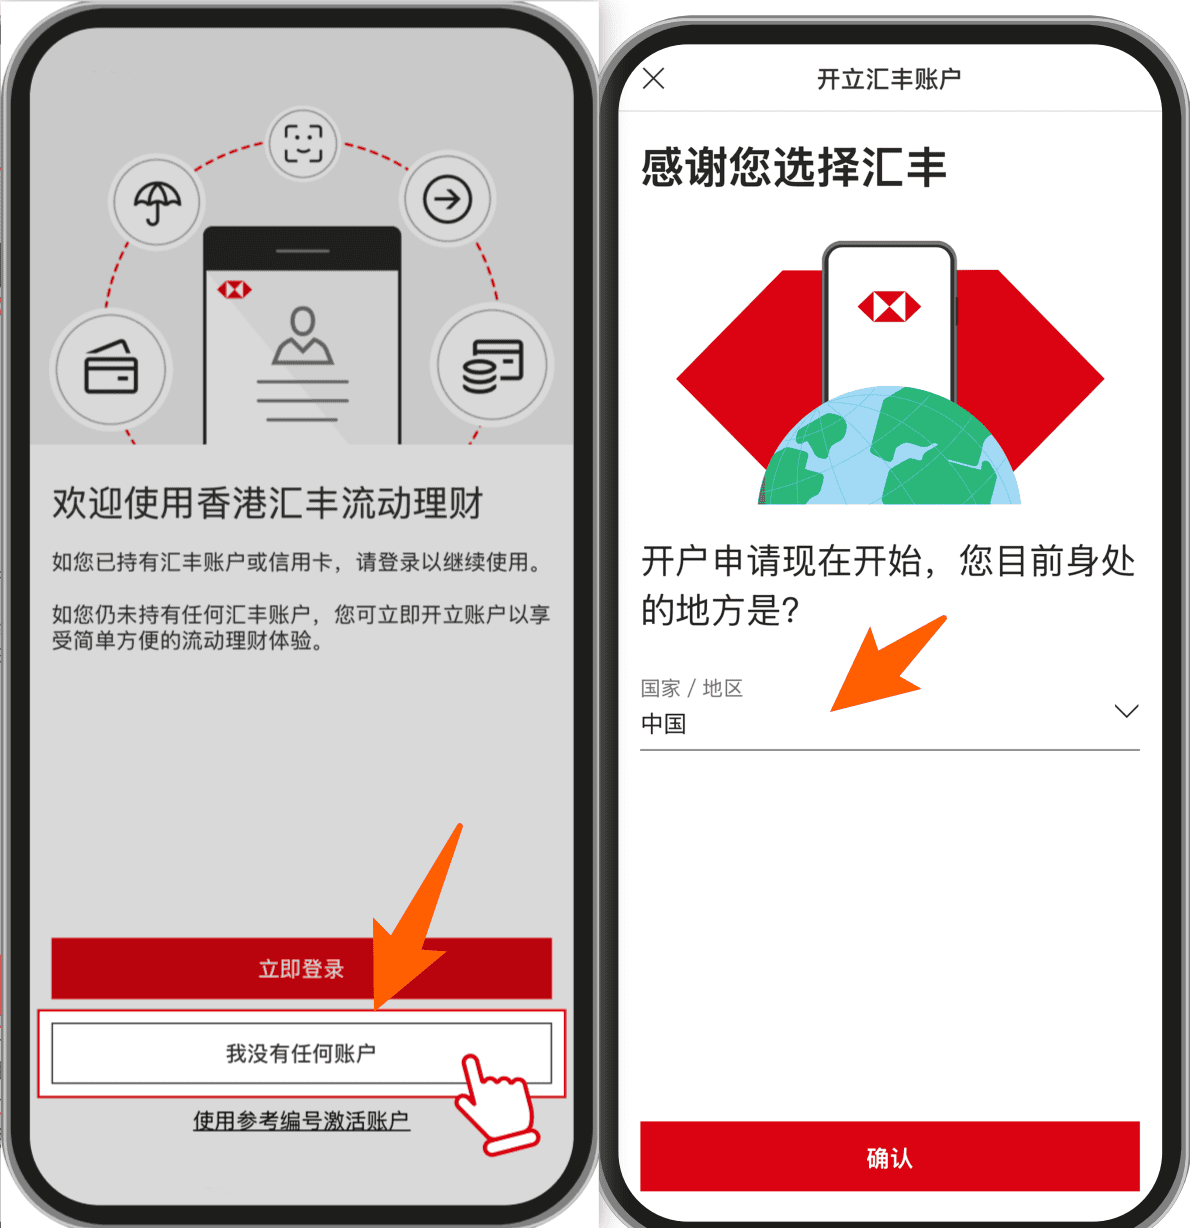 欢迎使用香港汇丰流动理财
如您已持有汇丰账户或信用卡，请登录以继续使用。
如您仍未持有任何汇丰账户，您可立即开立账户以享
受简单方便的流动理财体验。
立即登录
我没有任何账户
使用参考编号激活账户
开立汇丰账户
感谢您选择汇丰
开户申请现在开始，您目前身处
的地方是？
国家 / 地区
中国
确认